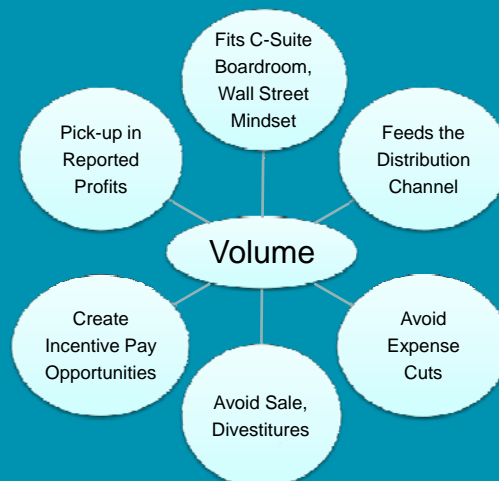 Fits C-Suite
Boardroom,
Wall Street
Mindset
Pick-up in
Reported
Profits
Feeds the
Distribution
Channel
Volume
Create
Incentive Pay
Opportunities
Avoid
Expense
Cuts
Avoid Sale,
Divestitures